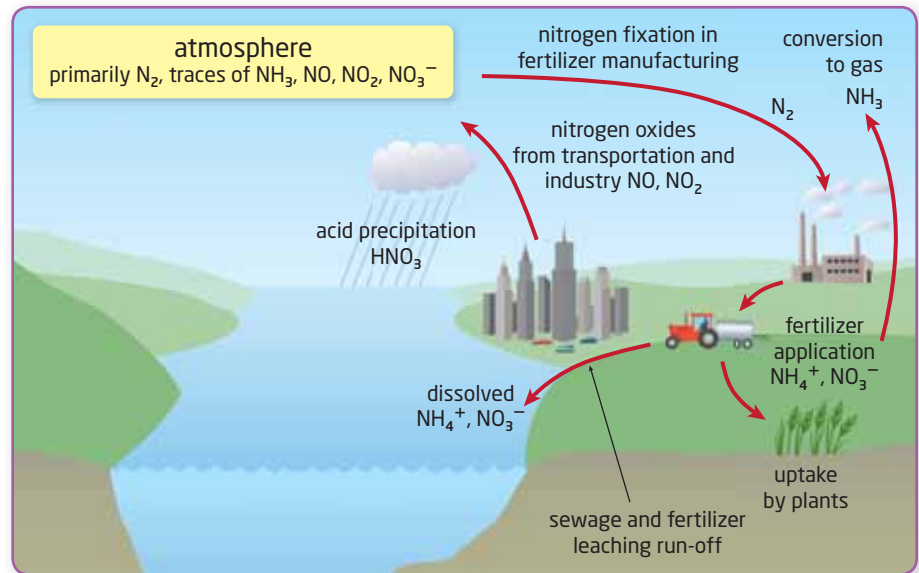 atmosphere
primarily N₂, traces of NH₃, NO, NO₂, NO₃⁻
nitrogen fixation in
fertilizer manufacturing
N₂
conversion
to gas
NH₃
nitrogen oxides
from transportation and
industry NO, NO₂
acid precipitation
HNO₃
fertilizer
application
NH₄⁺, NO₃⁻
dissolved
NH₄⁺, NO₃⁻
uptake
by plants
sewage and fertilizer
leaching run-off